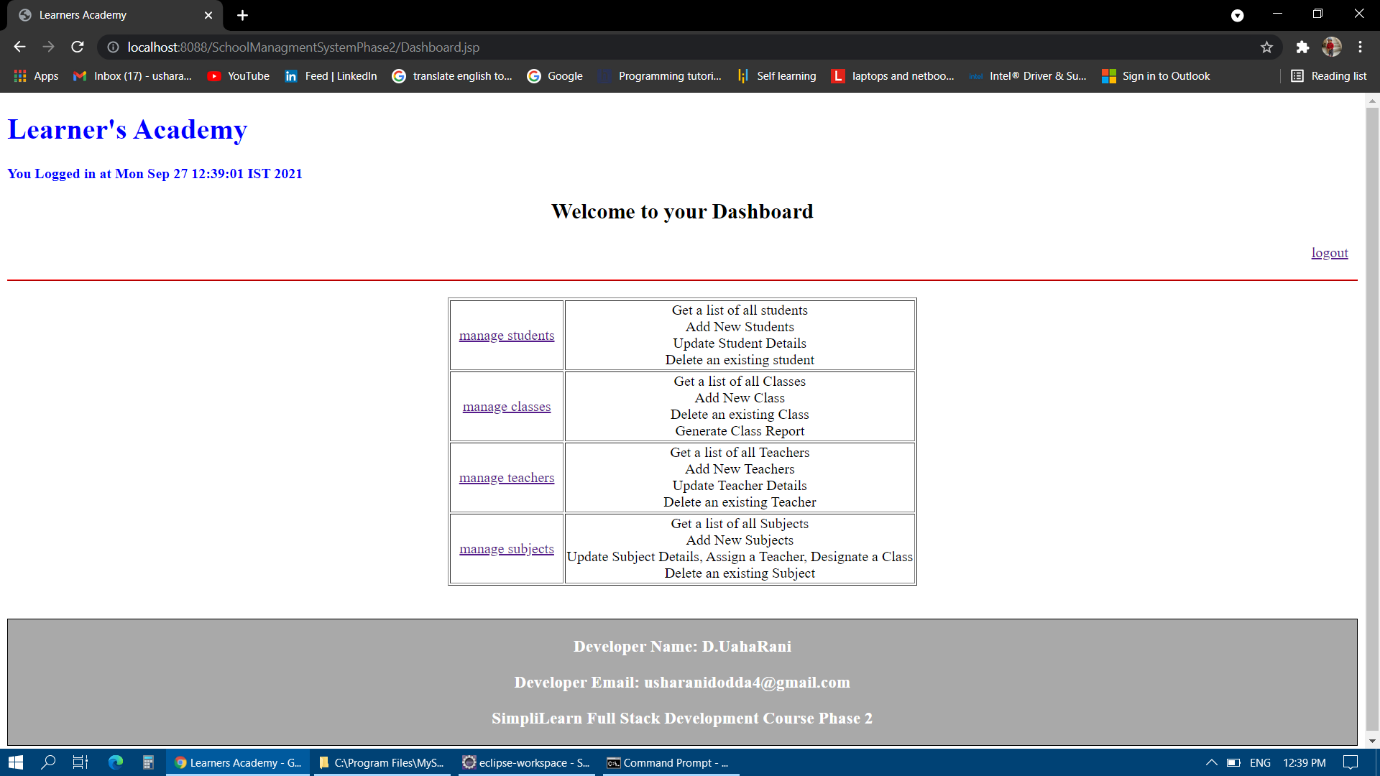 Learners Academy
localhost:8088/SchoolManagmentSystemPhase2/Dashboard.jsp
Apps
Inbox (17) - ushara...
YouTube
Feed | LinkedIn
translate english to...
Google
Programming tutori...
Self learning
laptops and netboo...
Intel® Driver & Su...
Sign in to Outlook
Reading list
Learner's Academy
You Logged in at Mon Sep 27 12:39:01 IST 2021
Welcome to your Dashboard
logout
manage students
Get a list of all students
Add New Students
Update Student Details
Delete an existing student
manage classes
Get a list of all Classes
Add New Class
Delete an existing Class
Generate Class Report
manage teachers
Get a list of all Teachers
Add New Teachers
Update Teacher Details
Delete an existing Teacher
manage subjects
Get a list of all Subjects
Add New Subjects
Update Subject Details, Assign a Teacher, Designate a Class
Delete an existing Subject
Developer Name: D.UahaRani
Developer Email: usharanidodda4@gmail.com
SimpliLearn Full Stack Development Course Phase 2
Learners Academy - G...
C:\Program Files\MyS...
eclipse-workspace - S...
Command Prompt - ...
ENG
12:39 PM